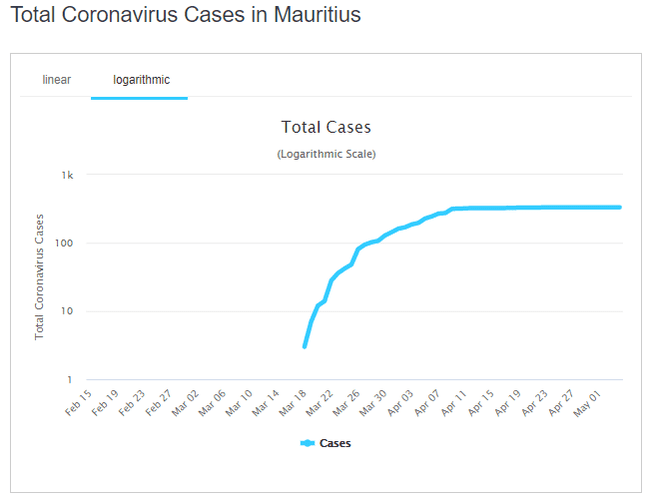 Total Coronavirus Cases in Mauritius
linear logarithmic
Total Cases
(Logarithmic Scale)
Total Coronavirus Cases
1k
100
10
1
Feb 15 Feb 19 Feb 23 Feb 27 Mar 02 Mar 06 Mar 10 Mar 14 Mar 18 Mar 22 Mar 26 Mar 30 Apr 03 Apr 07 Apr 11 Apr 15 Apr 19 Apr 23 Apr 27 May 01
Cases